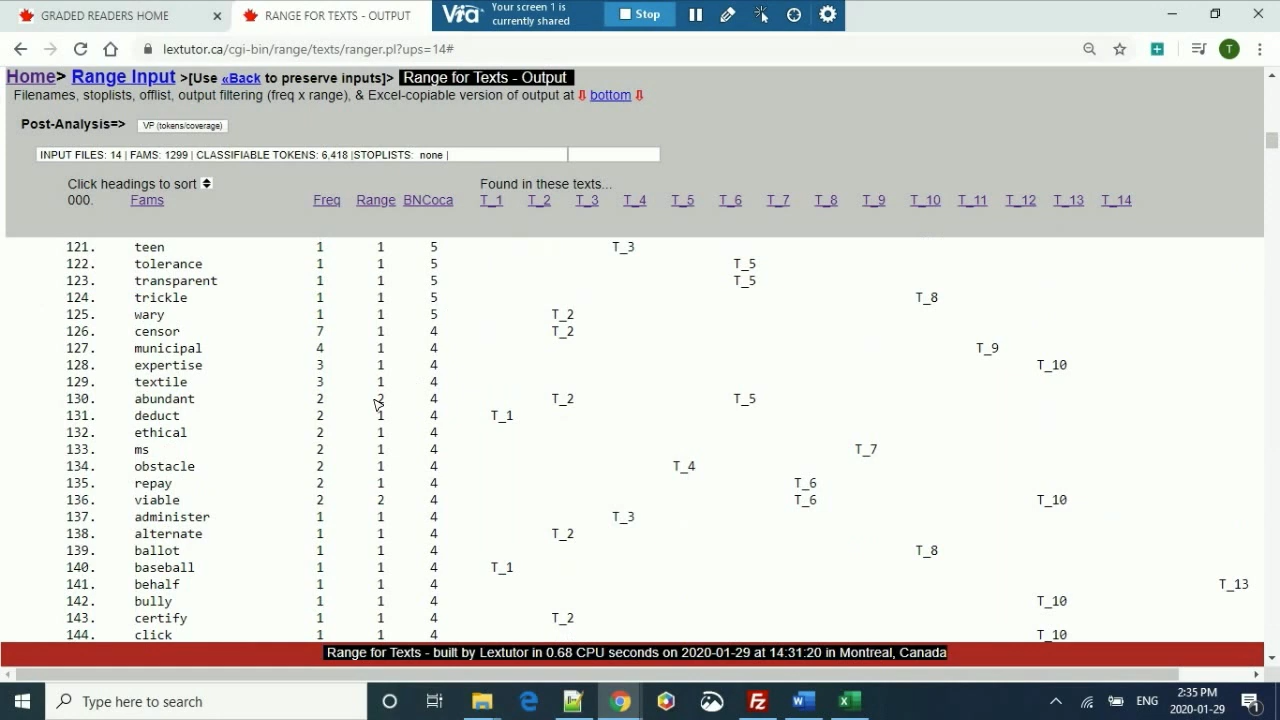 GRADED READERS HOME
RANGE FOR TEXTS - OUTPUT
Via
Your screen 1 is
currently shared
Stop
lextutor.ca/cgi-bin/range/texts/ranger.pl?ups=14#
T
Home> Range Input >[Use «Back to preserve inputs]> Range for Texts - Output
Filenames, stoplists, offlist, output filtering (freq x range), & Excel-copiable version of output at ⇩ bottom ⇩
Post-Analysis=> VP (tokens/coverage)
INPUT FILES: 14 | FAMS: 1299 | CLASSIFIABLE TOKENS: 6,418 |STOPLISTS: none |
Click headings to sort Found in these texts...
000. Fams Freq Range BNCoca T_1 T_2 T_3 T_4 T_5 T_6 T_7 T_8 T_9 T_10 T_11 T_12 T_13 T_14
121. teen 1 1 5 T_3
122. tolerance 1 1 5 T_5
123. transparent 1 1 5 T_5
124. trickle 1 1 5 T_8
125. wary 1 1 5 T_2
126. censor 7 1 4 T_2
127. municipal 4 1 4 T_9
128. expertise 3 1 4 T_10
129. textile 3 1 4
130. abundant 2 2 4 T_2 T_5
131. deduct 2 1 4 T_1
132. ethical 2 1 4
133. ms 2 1 4 T_7
134. obstacle 2 1 4 T_4
135. repay 2 1 4 T_6
136. viable 2 2 4 T_6 T_10
137. administer 1 1 4 T_3
138. alternate 1 1 4 T_2
139. ballot 1 1 4 T_8
140. baseball 1 1 4 T_1
141. behalf 1 1 4 T_13
142. bully 1 1 4 T_10
143. certify 1 1 4 T_2
144. click 1 1 4 T_10
Range for Texts - built by Lextutor in 0.68 CPU seconds on 2020-01-29 at 14:31:20 in Montreal, Canada
Type here to search
ENG
2:35 PM
2020-01-29
1